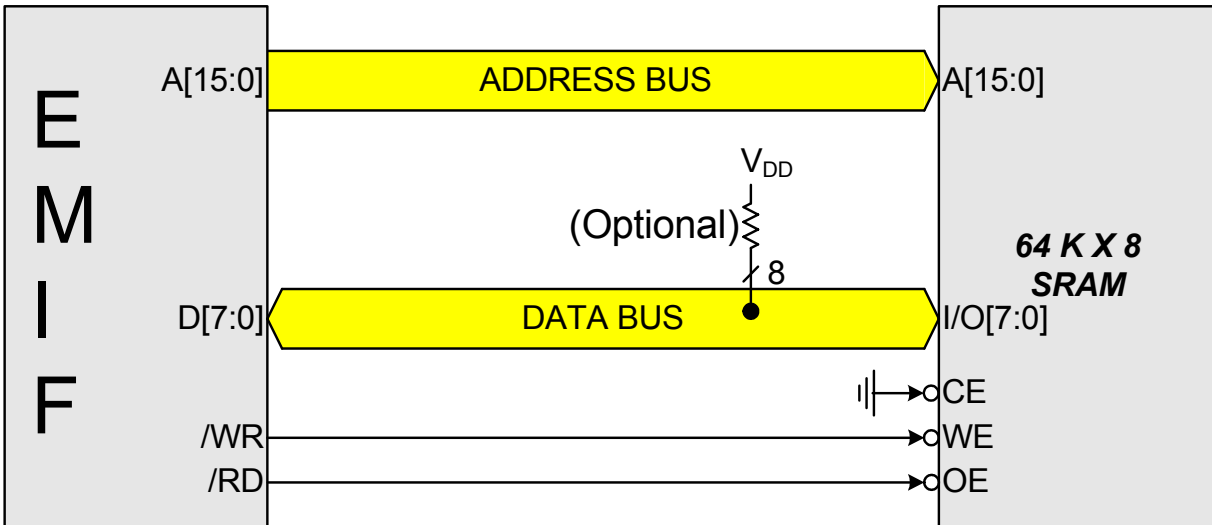 EMIF
A[15:0]
ADDRESS BUS
A[15:0]
VDD
(Optional)
8
64 K X 8
SRAM
D[7:0]
DATA BUS
I/O[7:0]
CE
/WR
WE
/RD
OE